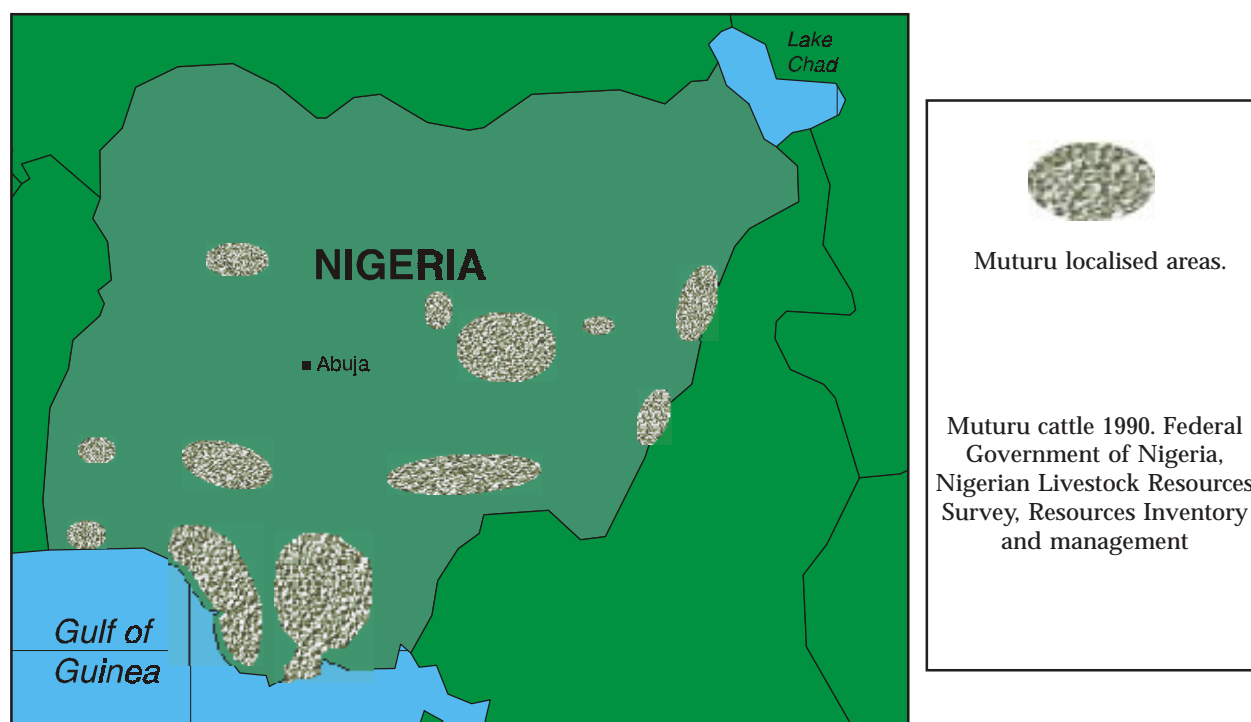 Lake
Chad
NIGERIA
Abuja
Gulf of
Guinea
Muturu localised areas.
Muturu cattle 1990. Federal
Government of Nigeria,
Nigerian Livestock Resources
Survey, Resources Inventory
and management